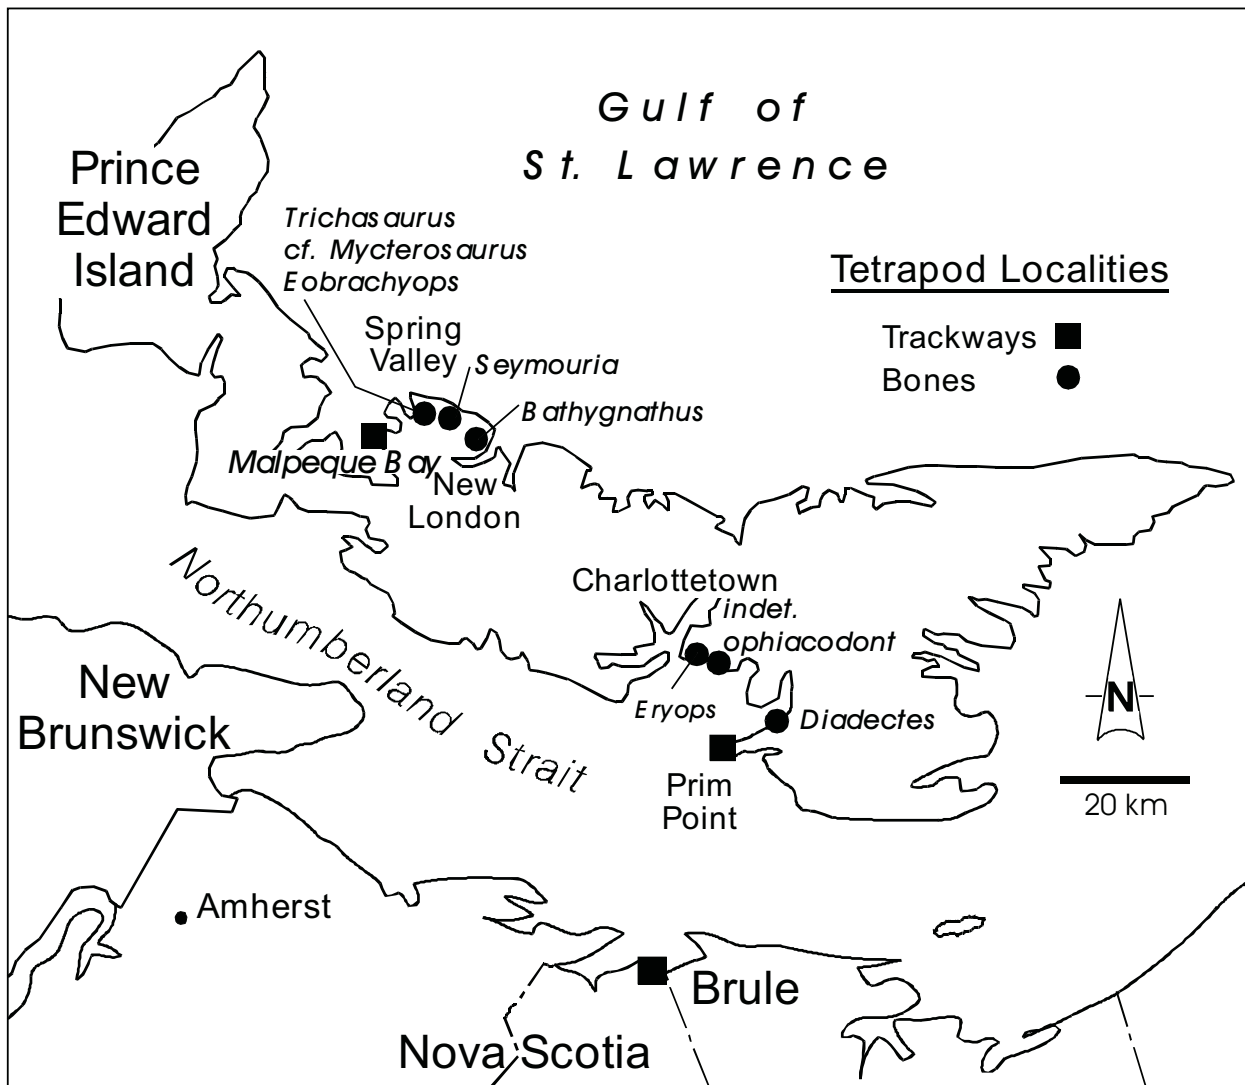 Gulf of
St. Lawrence
Prince
Edward
Island
Trichasaurus
cf. Mycterosaurus
Eobrachyops
Tetrapod Localities
Trackways
Bones
Spring
Valley
Seymouria
Bathygnathus
Malpeque Bay
New
London
Charlottetown
indet.
ophiacodont
Northumberland Strait
Eryops
Diadectes
New
Brunswick
N
Prim
Point
20 km
Amherst
Brule
Nova Scotia